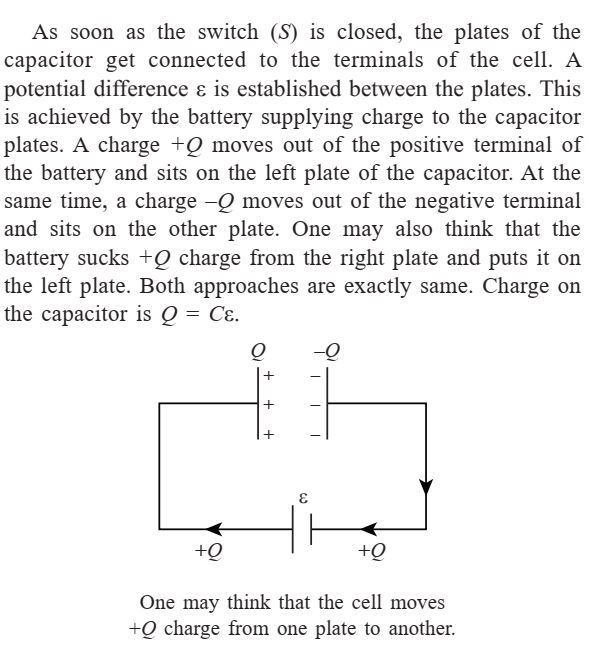 As soon as the switch (S) is closed, the plates of the
capacitor get connected to the terminals of the cell. A
potential difference ε is established between the plates. This
is achieved by the battery supplying charge to the capacitor
plates. A charge +Q moves out of the positive terminal of
the battery and sits on the left plate of the capacitor. At the
same time, a charge –Q moves out of the negative terminal
and sits on the other plate. One may also think that the
battery sucks +Q charge from the right plate and puts it on
the left plate. Both approaches are exactly same. Charge on
the capacitor is Q = Cε.
Q –Q
+ –
+ –
+ –
ε
+Q +Q
One may think that the cell moves
+Q charge from one plate to another.